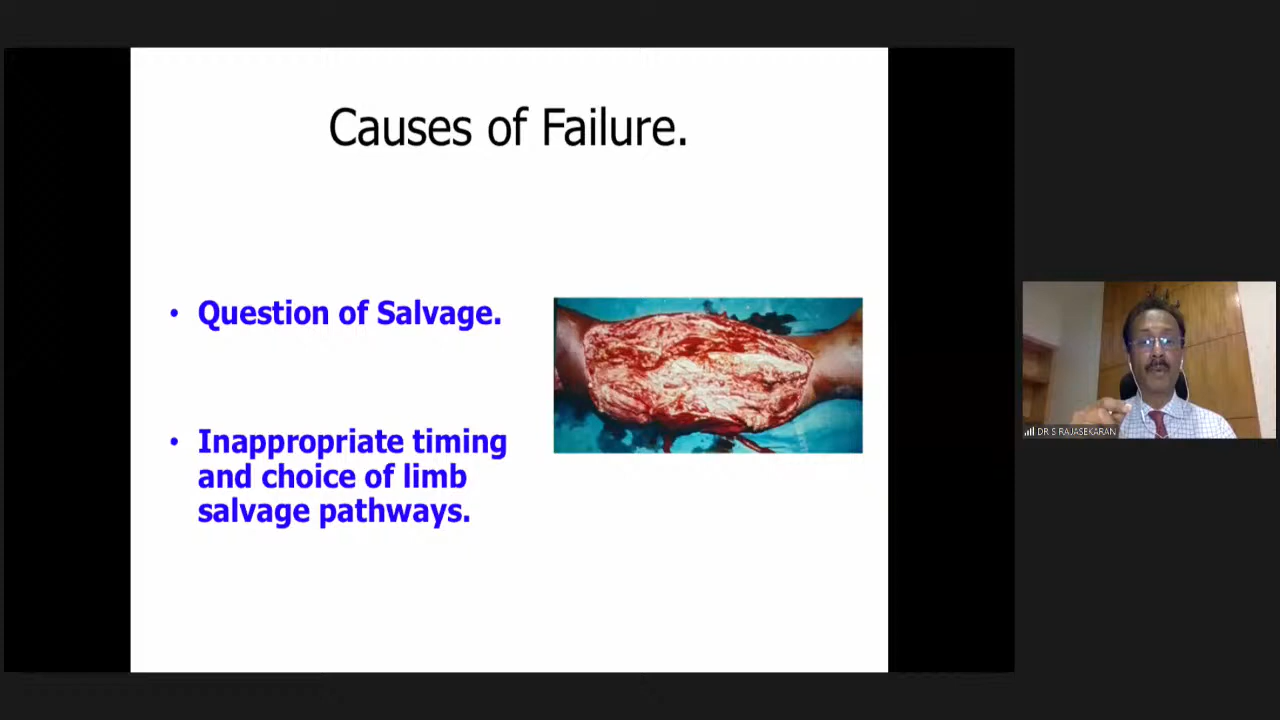 Causes of Failure.
• Question of Salvage.
• Inappropriate timing
and choice of limb
salvage pathways.
DR S RAJASEKARAN